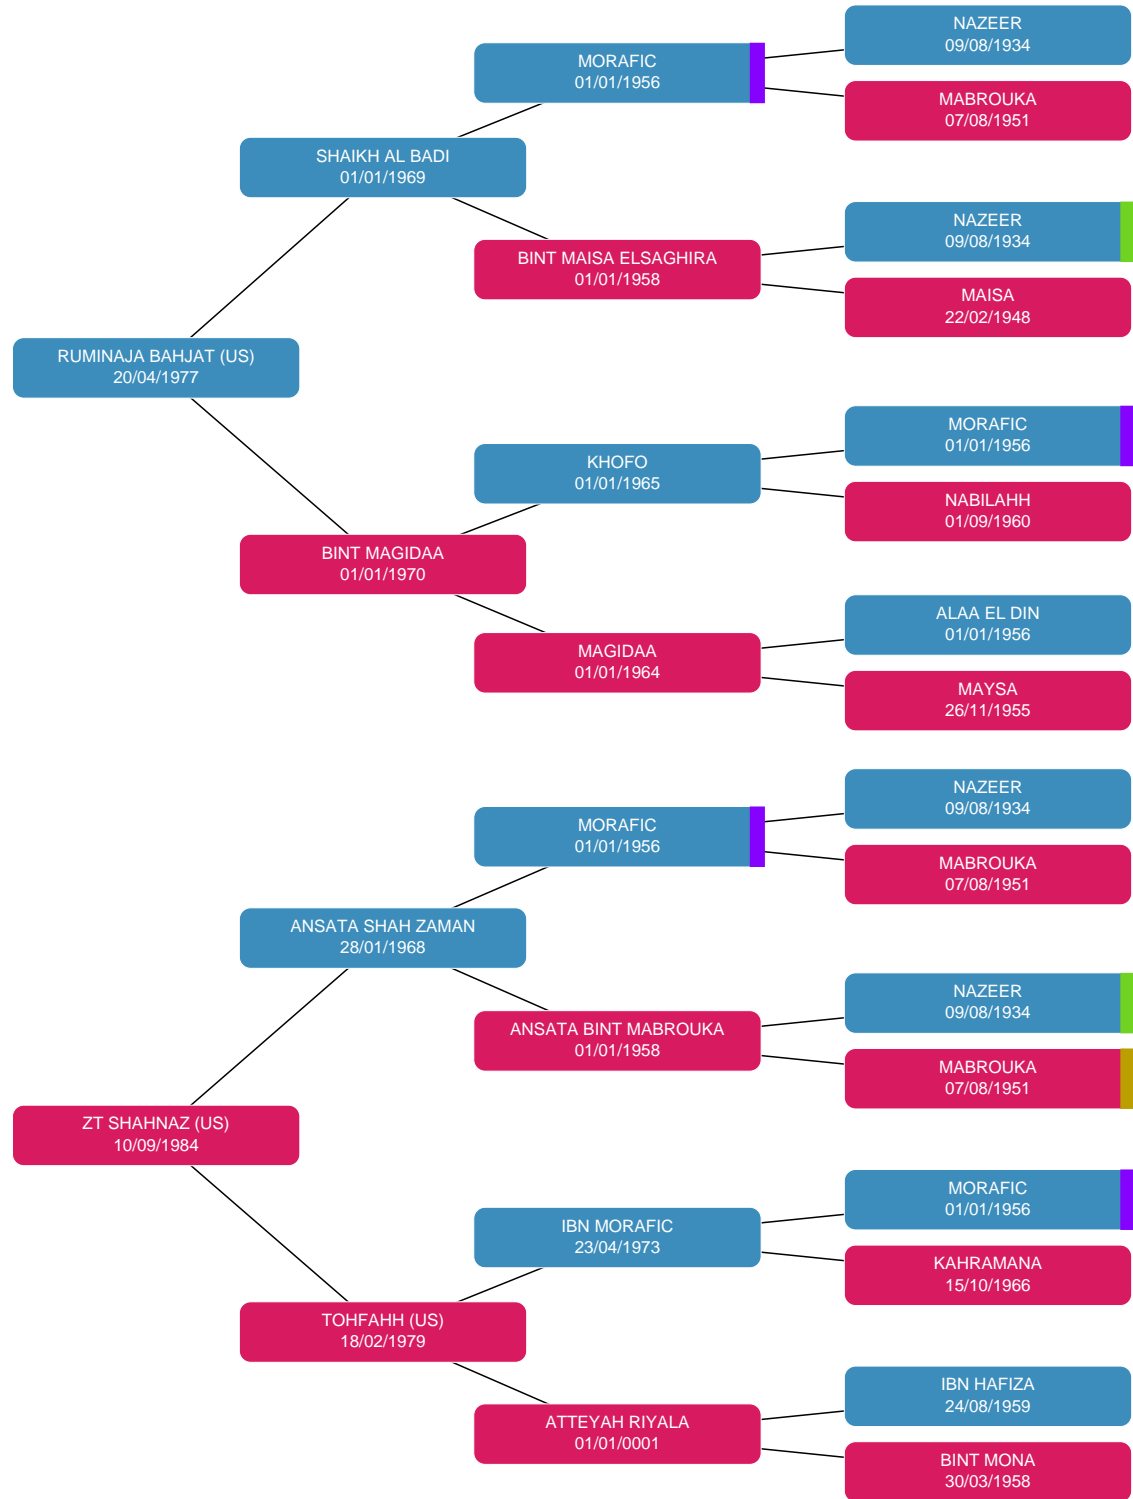 NAZEER
09/08/1934
MORAFIC
01/01/1956
MABROUKA
07/08/1951
SHAIKH AL BADI
01/01/1969
NAZEER
09/08/1934
BINT MAISA ELSAGHIRA
01/01/1958
MAISA
22/02/1948
RUMINAJA BAHJAT (US)
20/04/1977
MORAFIC
01/01/1956
KHOFO
01/01/1965
NABILAHH
01/09/1960
BINT MAGIDAA
01/01/1970
ALAA EL DIN
01/01/1956
MAGIDAA
01/01/1964
MAYSA
26/11/1955
NAZEER
09/08/1934
MORAFIC
01/01/1956
MABROUKA
07/08/1951
ANSATA SHAH ZAMAN
28/01/1968
NAZEER
09/08/1934
ANSATA BINT MABROUKA
01/01/1958
MABROUKA
07/08/1951
ZT SHAHNAZ (US)
10/09/1984
MORAFIC
01/01/1956
IBN MORAFIC
23/04/1973
KAHRAMANA
15/10/1966
TOHFAHH (US)
18/02/1979
IBN HAFIZA
24/08/1959
ATTEYAH RIYALA
01/01/0001
BINT MONA
30/03/1958